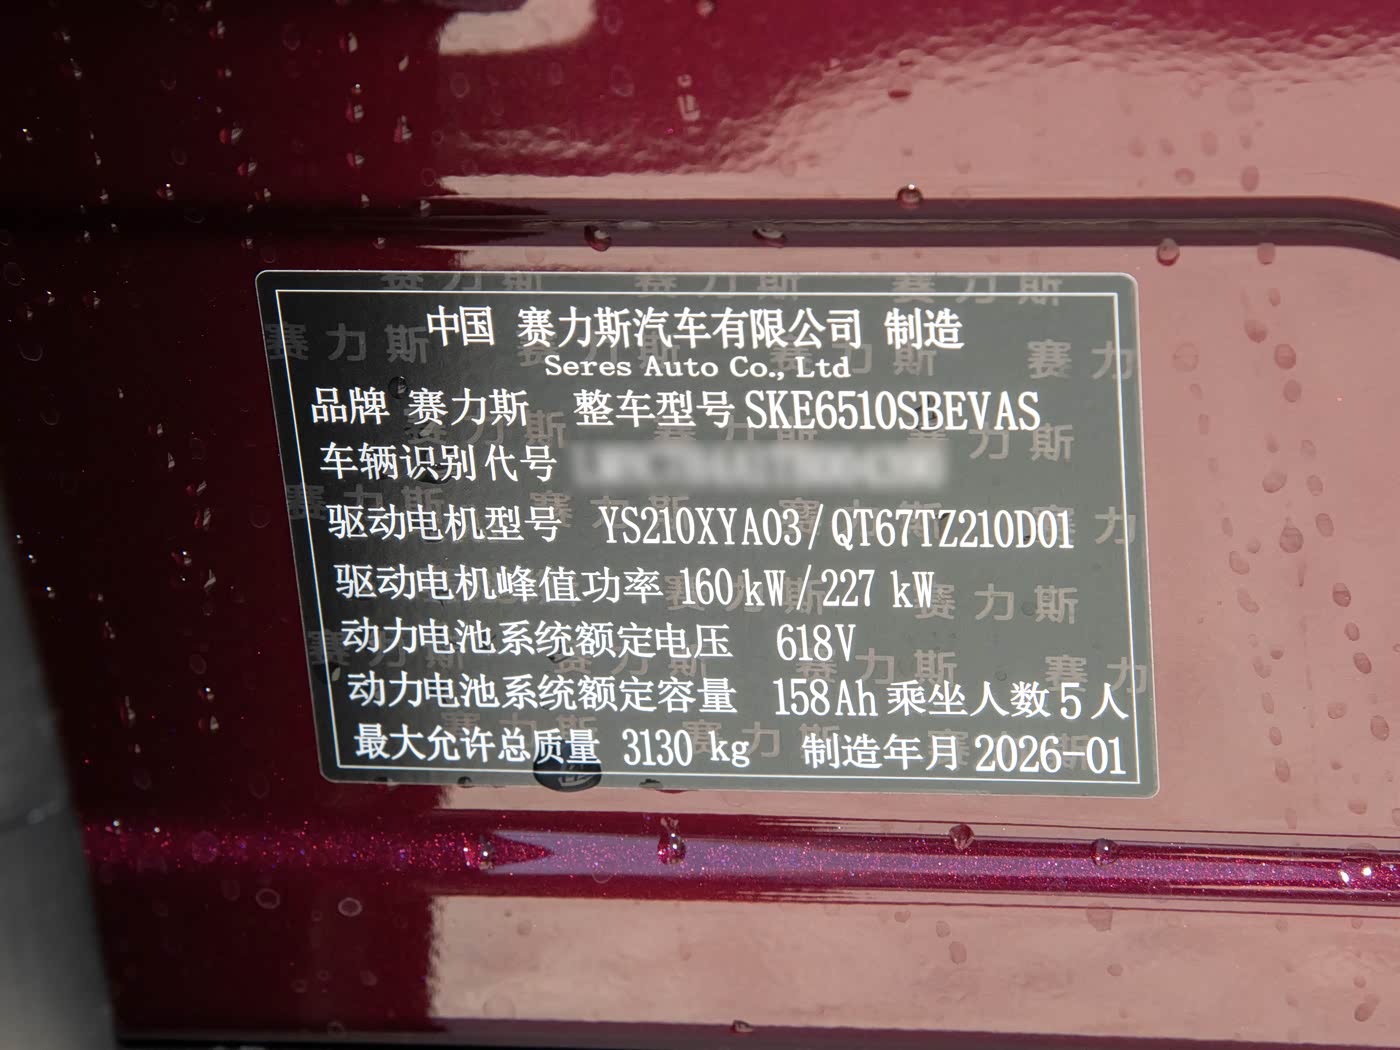 中国 赛力斯汽车有限公司 制造
Seres Auto Co., Ltd
品牌 赛力斯 整车型号 SKE6510SBEVAS
车辆识别代号
驱动电机型号 YS210XYA03/QT67TZ210D01
驱动电机峰值功率 160kW/227 kW
动力电池系统额定电压 618V
动力电池系统额定容量 158Ah 乘坐人数 5人
最大允许总质量 3130 kg 制造年月 2026-01